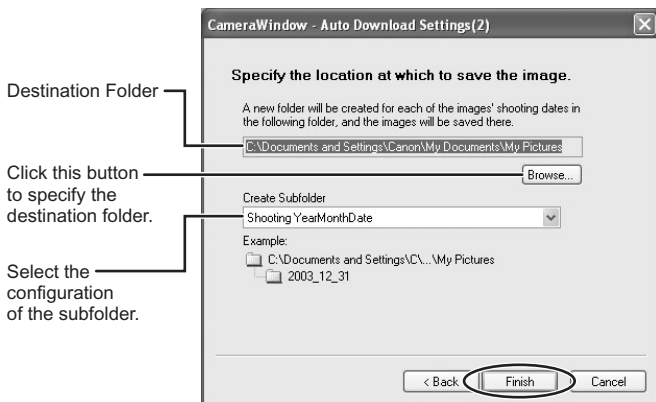 CameraWindow - Auto Download Settings(2)
Specify the location at which to save the image.
Destination Folder
A new folder will be created for each of the images' shooting dates in
the following folder, and the images will be saved there.
C:\Documents and Settings\Canon\My Documents\My Pictures
Click this button
to specify the
destination folder.
Browse...
Create Subfolder
Shooting YearMonthDate
Example:
C:\Documents and Settings\C\...\My Pictures
2003_12_31
Select the
configuration
of the subfolder.
< Back
Finish
Cancel